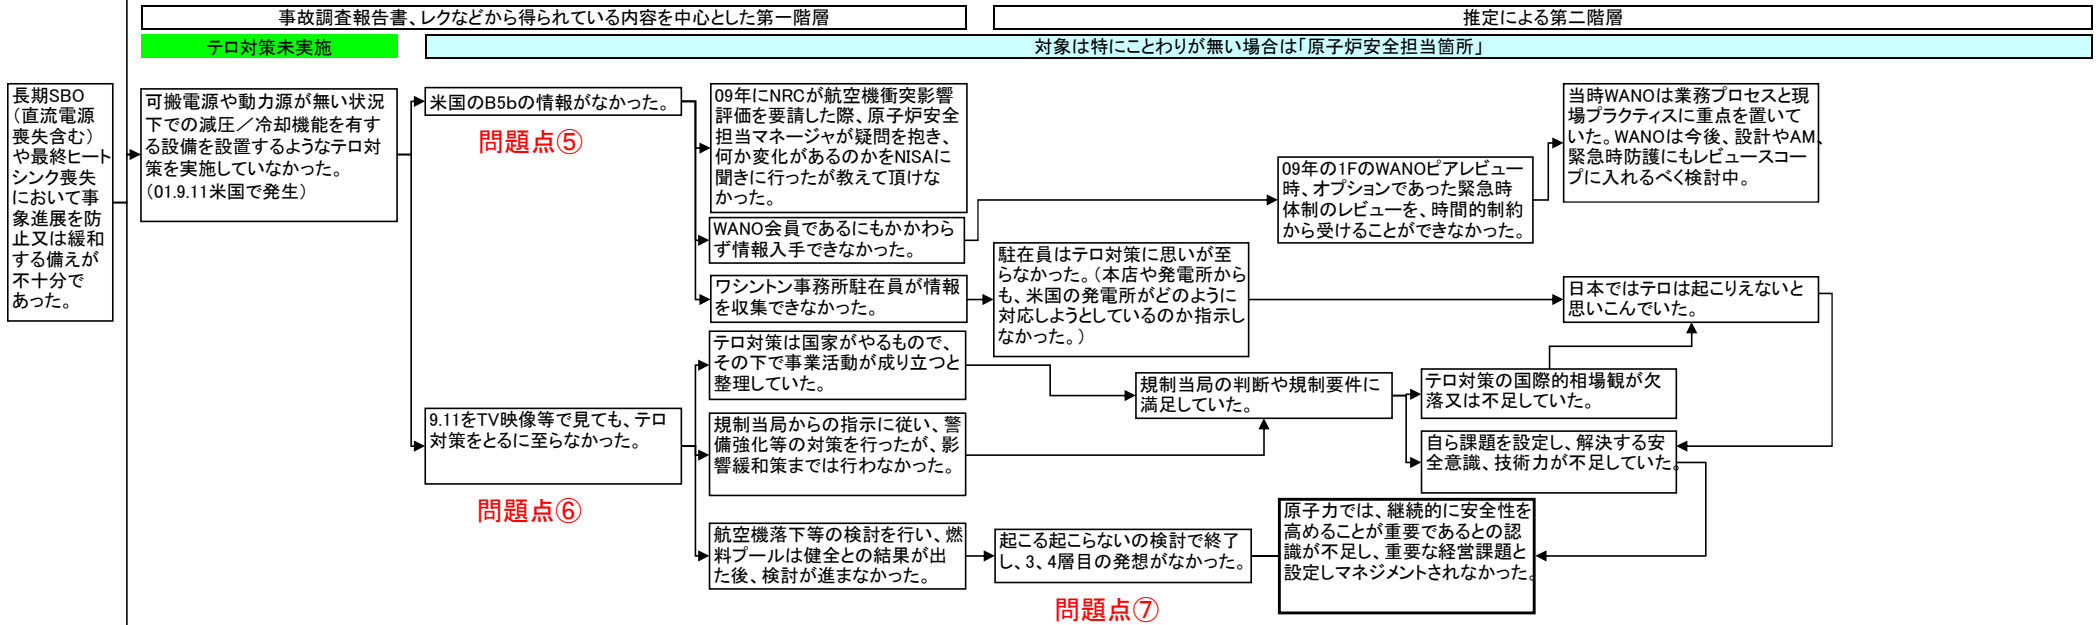 事故調査報告書、レクなどから得られている内容を中心とした第一階層
推定による第二階層
テロ対策未実施
対象は特にことわりが無い場合は「原子炉安全担当箇所」
長期SBO
（直流電源
喪失含む）
や最終ヒート
シンク喪失
において事
象進展を防
止又は緩和
する備えが
不十分で
あった。
可搬電源や動力源が無い状況
下での減圧／冷却機能を有す
る設備を設置するようなテロ対
策を実施していなかった。
（01.9.11米国で発生）
米国のB5bの情報がなかった。
問題点⑤
09年にNRCが航空機衝突影響
評価を要請した際、原子炉安全
担当マネージャが疑問を抱き、
何か変化があるのかをNISAに
聞きに行ったが教えて頂けな
かった。
WANO会員であるにもかかわら
ず情報入手できなかった。
ワシントン事務所駐在員が情報
を収集できなかった。
駐在員はテロ対策に思いが至
らなかった。（本店や発電所から
も、米国の発電所がどのように
対応しようとしているのか指示し
なかった。）
09年の1FのWANOピアレビュー
時、オプションであった緊急時
体制のレビューを、時間的制約
から受けることができなかった。
当時WANOは業務プロセスと現
場プラクティスに重点を置いて
いた。WANOは今後、設計やAM、
緊急時防護にもレビュースコー
プに入れるべく検討中。
日本ではテロは起こりえないと
思いこんでいた。
9.11をTV映像等で見ても、テロ
対策をとるに至らなかった。
問題点⑥
テロ対策は国家がやるもので、
その下で事業活動が成り立つと
整理していた。
規制当局からの指示に従い、警
備強化等の対策を行ったが、影
響緩和策までは行わなかった。
航空機落下等の検討を行い、燃
料プールは健全との結果が出
た後、検討が進まなかった。
規制当局の判断や規制要件に
満足していた。
テロ対策の国際的相場観が欠
落又は不足していた。
自ら課題を設定し、解決する安
全意識、技術力が不足していた。
起こる起こらないの検討で終了
し、3、4層目の発想がなかった。
問題点⑦
原子力では、継続的に安全性を
高めることが重要であるとの認
識が不足し、重要な経営課題と
設定しマネジメントされなかった。